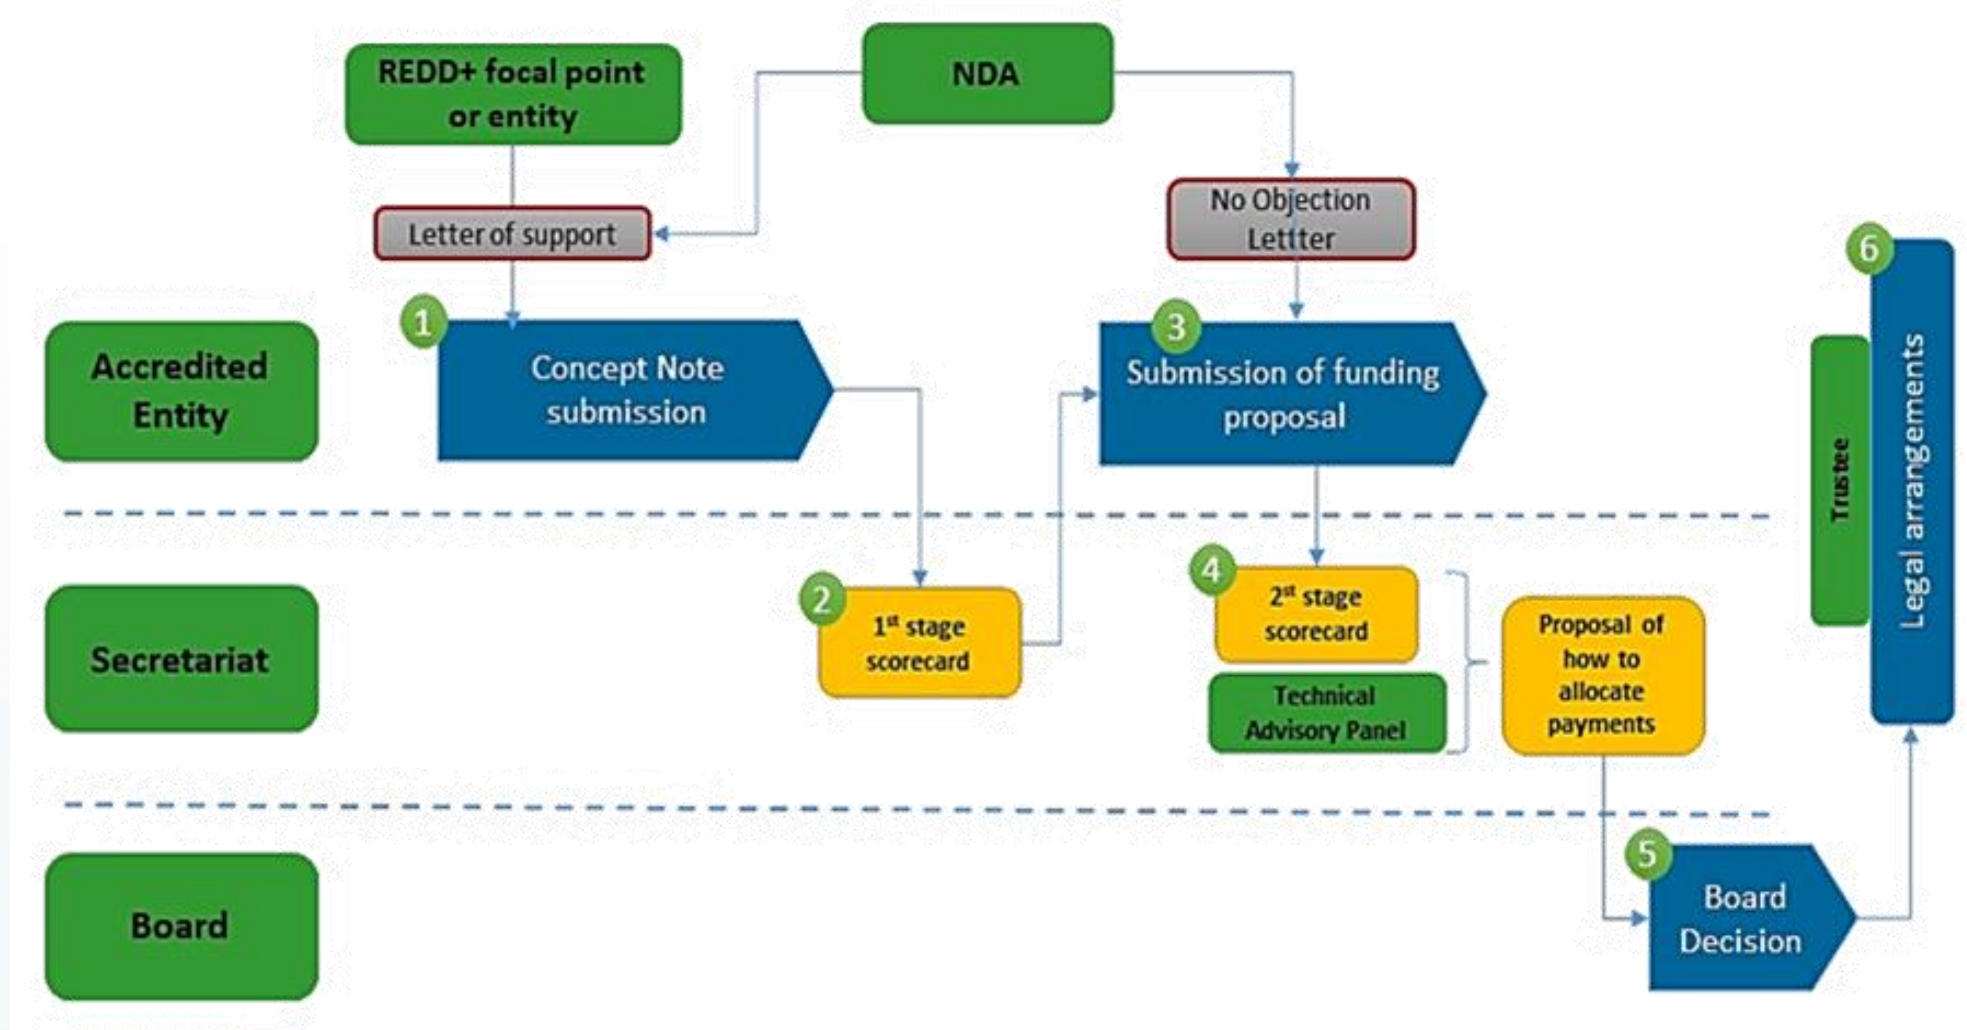 REDD+ focal point
or entity
NDA
Letter of support
No Objection
Lettter
1
Concept Note
submission
3
Submission of funding
proposal
Accredited
Entity
6
Legal arrangements
Trustee
2
1st stage
scorecard
4
2st stage
scorecard
Technical
Advisory Panel
Proposal of
how to
allocate
payments
Secretariat
5
Board
Decision
Board